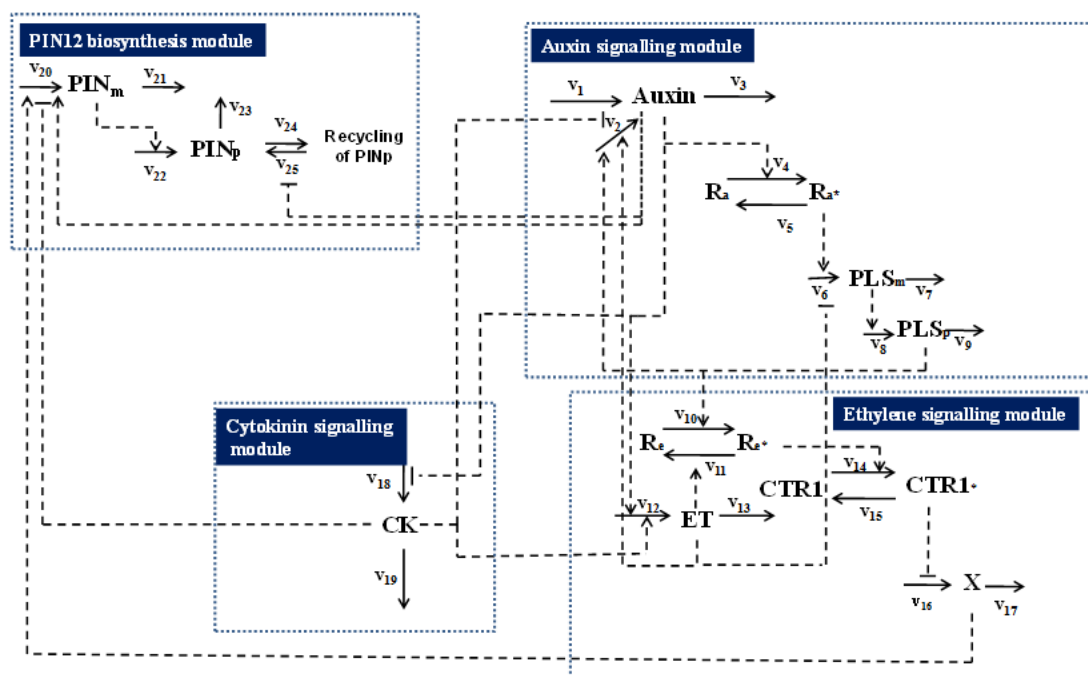 PIN12 biosynthesis module
v20
PINm
v21
v23
v24
PINp
v22
v25
Recycling
of PINp
Auxin signalling module
v1
Auxin
v3
v2
v4
Ra
Ra*
v5
v6
PLSm
v7
v8
PLSp
v9
Cytokinin signalling
module
v18
CK
v19
Ethylene signalling module
v10
Re
Re*
v11
v12
ET
v13
v14
CTR1
CTR1*
v15
v16
X
v17